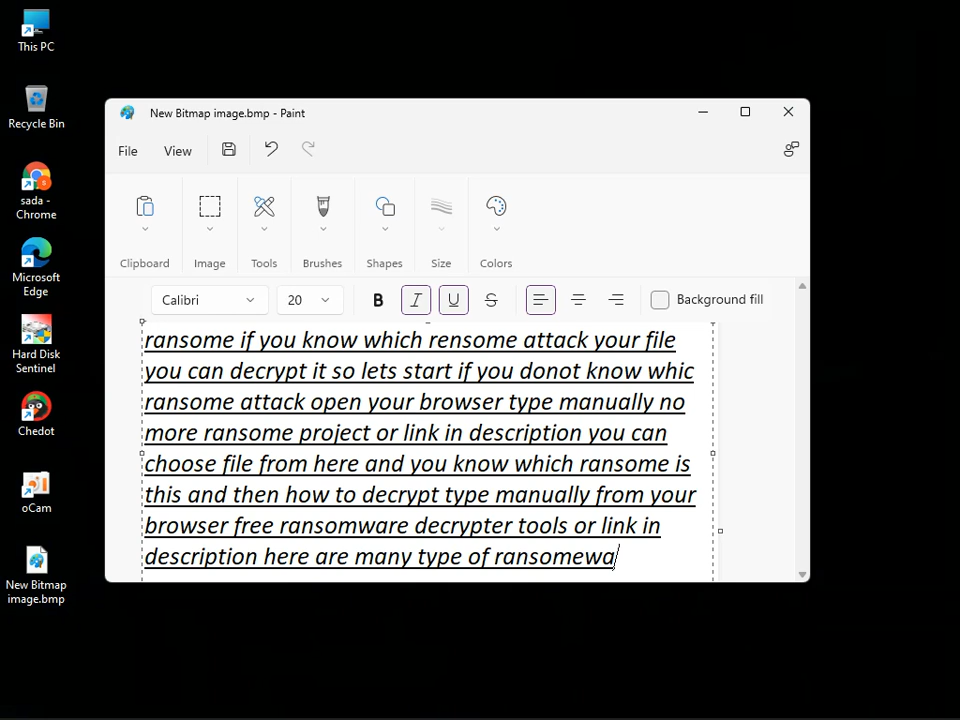 This PC
Recycle Bin
sada -
Chrome
Microsoft
Edge
Hard Disk
Sentinel
Chedot
oCam
New Bitmap
image.bmp
New Bitmap image.bmp - Paint
File View
Clipboard Image Tools Brushes Shapes Size Colors
Calibri 20 B I U S Background fill
ransome if you know which rensome attack your file
you can decrypt it so lets start if you donot know whic
ransome attack open your browser type manually no
more ransome project or link in description you can
choose file from here and you know which ransome is
this and then how to decrypt type manually from your
browser free ransomware decrypter tools or link in
description here are many type of ransomewa